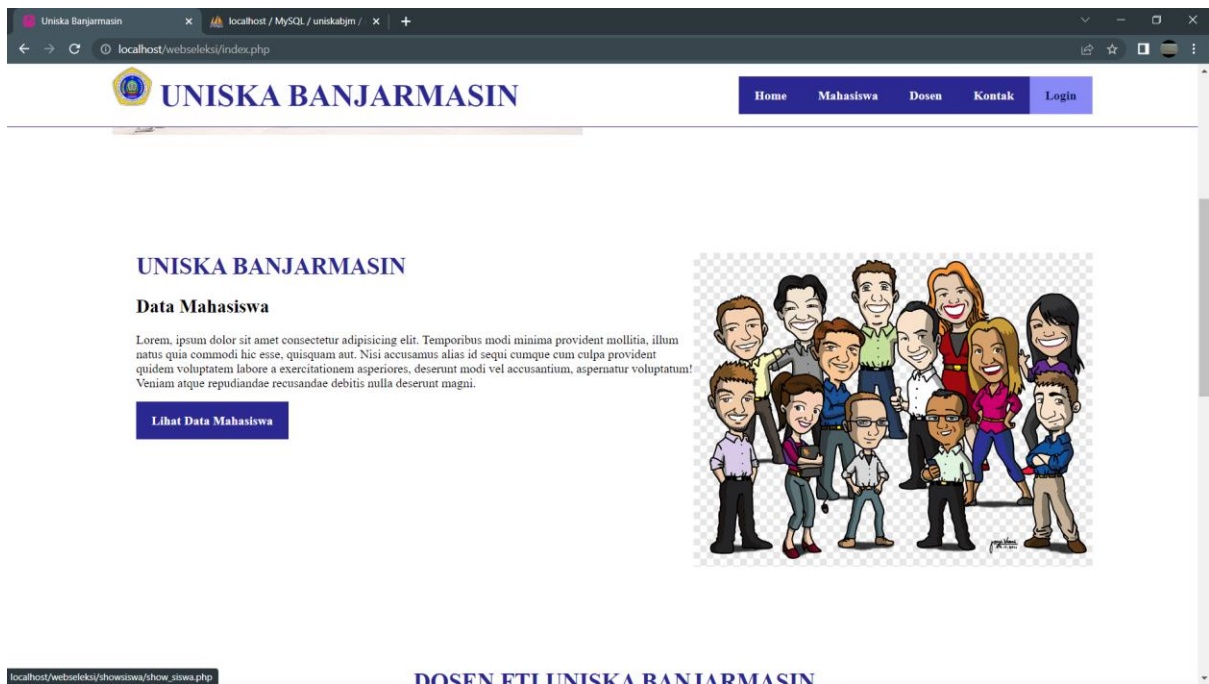 Uniska Banjarmasin
localhost / MySQL / uniskabjm /
localhost/webseleksi/index.php
UNISKA BANJARMASIN
Home Mahasiswa Dosen Kontak Login
UNISKA BANJARMASIN
Data Mahasiswa
Lorem, ipsum dolor sit amet consectetur adipisicing elit. Temporibus modi minima provident mollitia, illum
natus quia commodi hic esse, quisquam aut. Nisi accusamus alias id sequi cumque cum culpa provident
quidem voluptatem labore a exercitationem asperiores, deserunt modi vel accusantium, aspernatur voluptatum!
Veniam atque repudiandae recusandae debitis nulla deserunt magni.
Lihat Data Mahasiswa
localhost/webseleksi/showsiswa/show_siswa.php
DOSEN FTI UNISKA BANJARMASIN